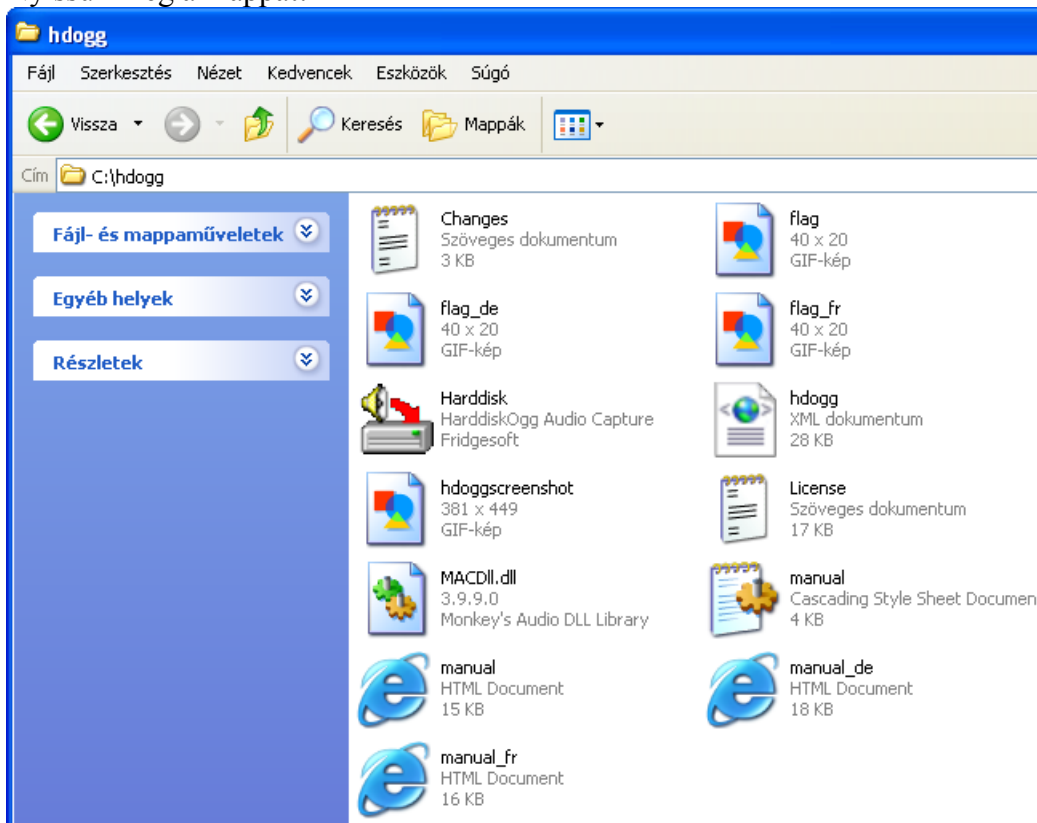 hdogg
Fájl Szerkesztés Nézet Kedvencek Eszközök Súgó
Vissza Keresés Mappák
Cím C:\hdogg
Fájl- és mappaműveletek
Egyéb helyek
Részletek
Changes
Szöveges dokumentum
3 KB
flag
40 x 20
GIF-kép
flag_de
40 x 20
GIF-kép
flag_fr
40 x 20
GIF-kép
Harddisk
HarddiskOgg Audio Capture
Fridgesoft
hdogg
XML dokumentum
28 KB
hdoggscreenshot
381 x 449
GIF-kép
License
Szöveges dokumentum
17 KB
MACDll.dll
3.9.9.0
Monkey's Audio DLL Library
manual
Cascading Style Sheet Documen
4 KB
manual
HTML Document
15 KB
manual_de
HTML Document
18 KB
manual_fr
HTML Document
16 KB